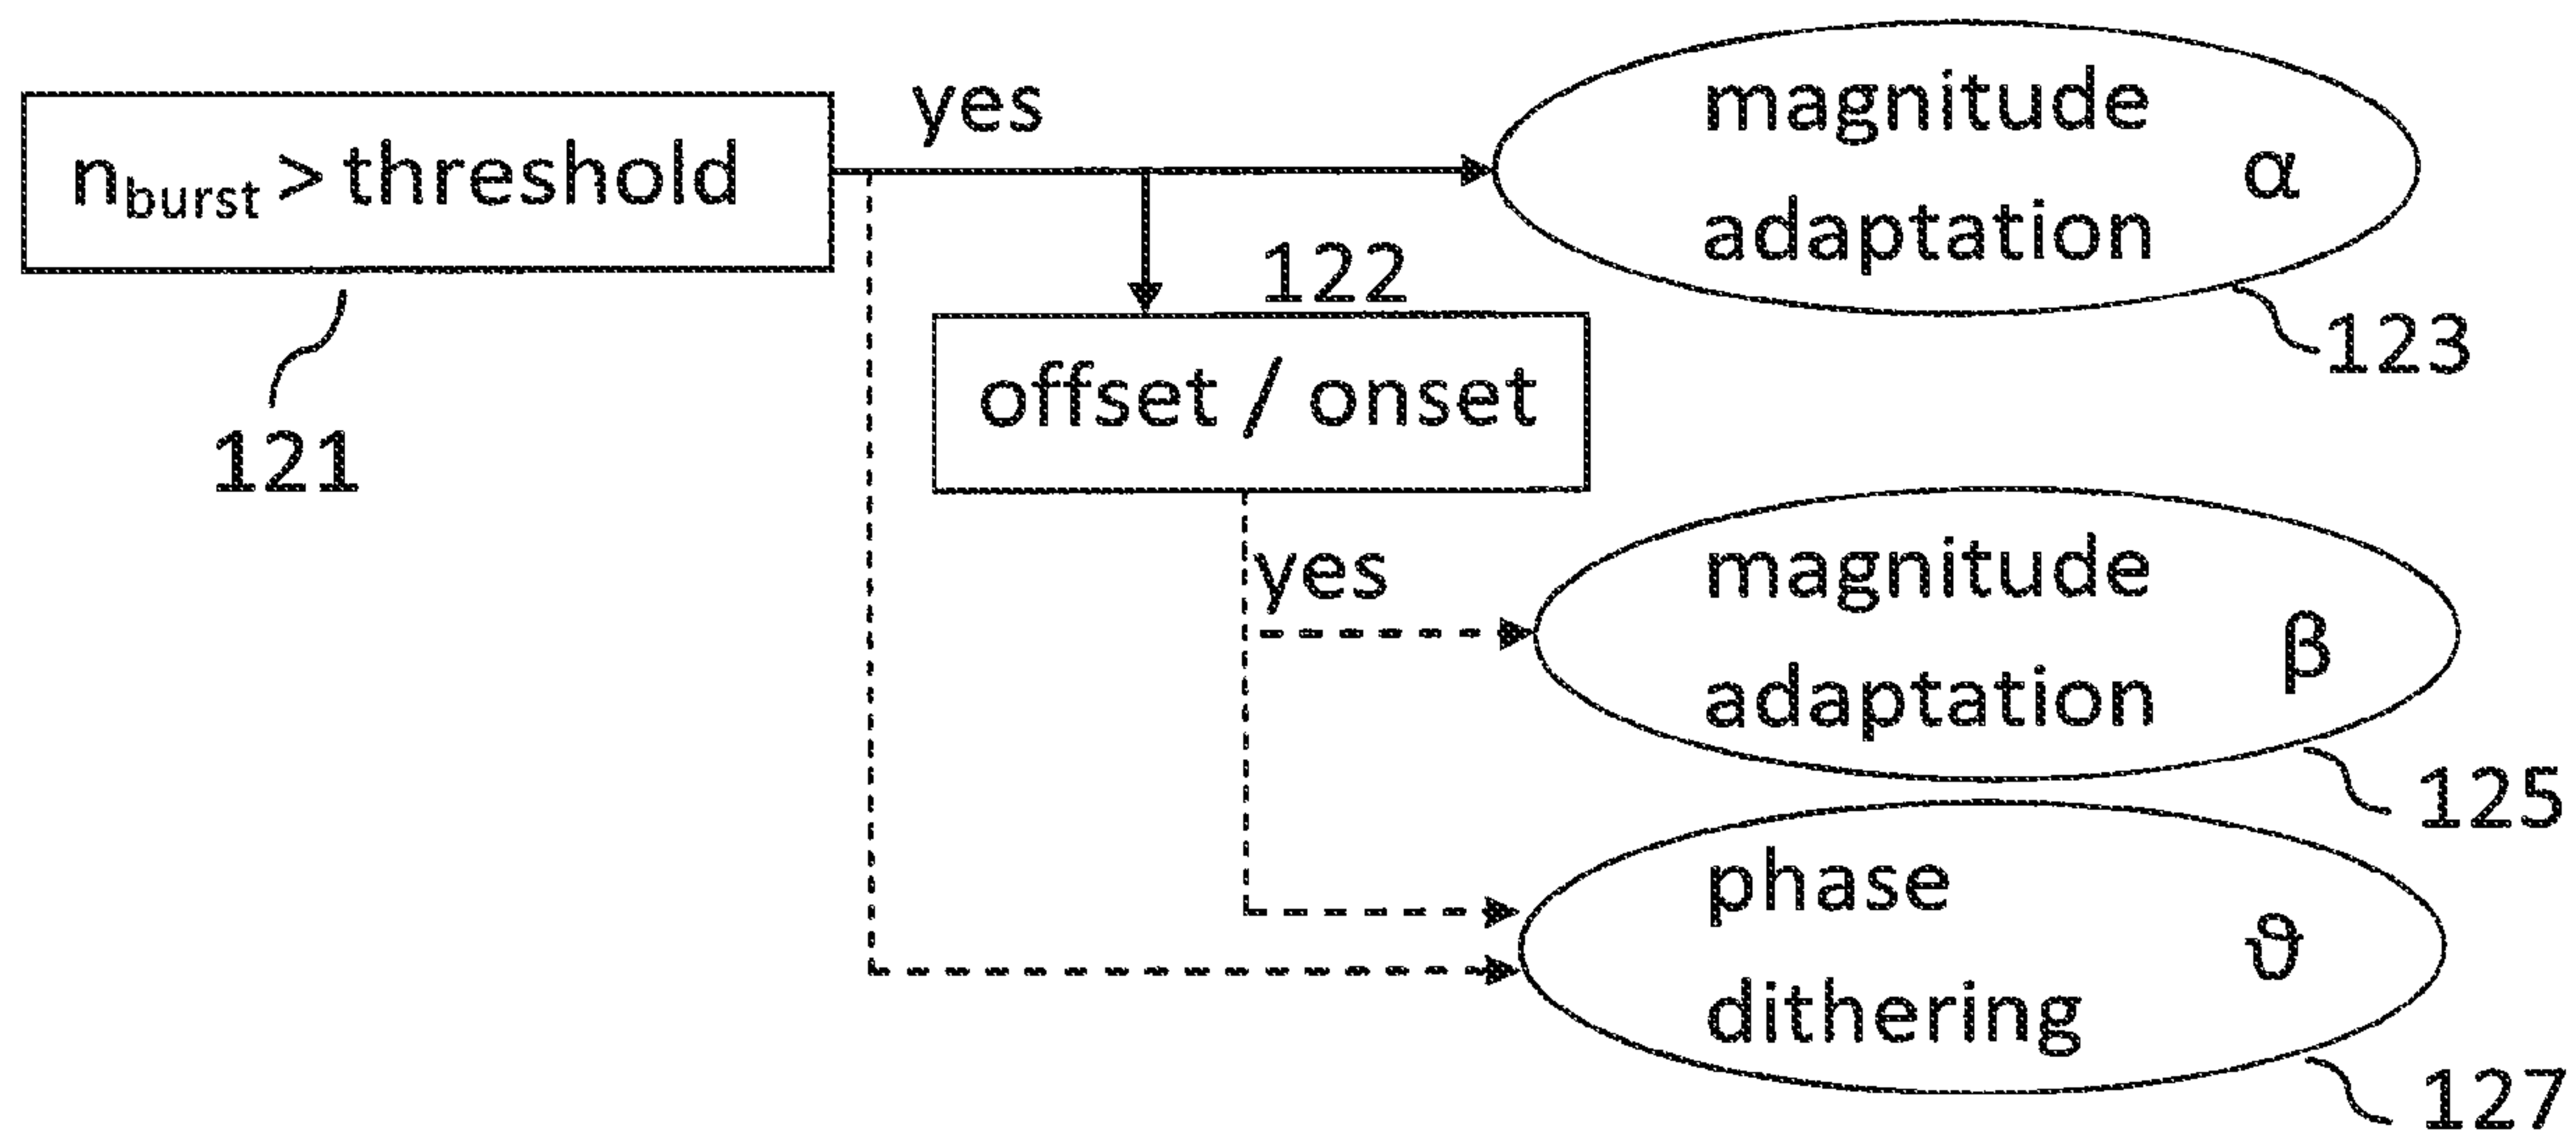 yes
n_burst > threshold
magnitude
adaptation α
122
123
offset / onset
121
yes
magnitude
adaptation β
125
phase
dithering ϑ
127